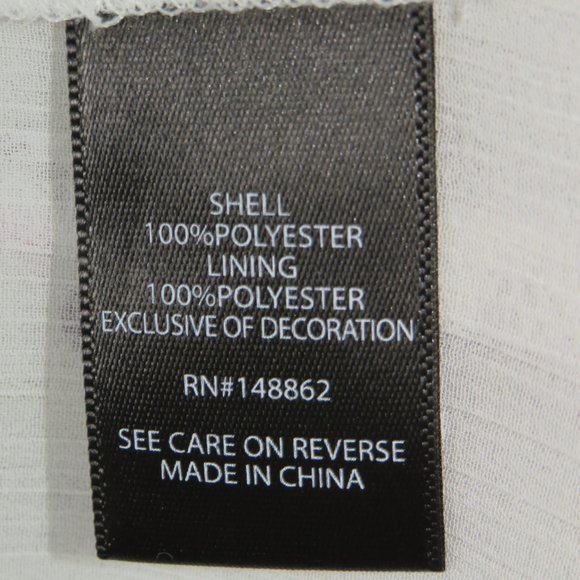 SHELL
100%POLYESTER
LINING
100%POLYESTER
EXCLUSIVE OF DECORATION
RN#148862
SEE CARE ON REVERSE
MADE IN CHINA